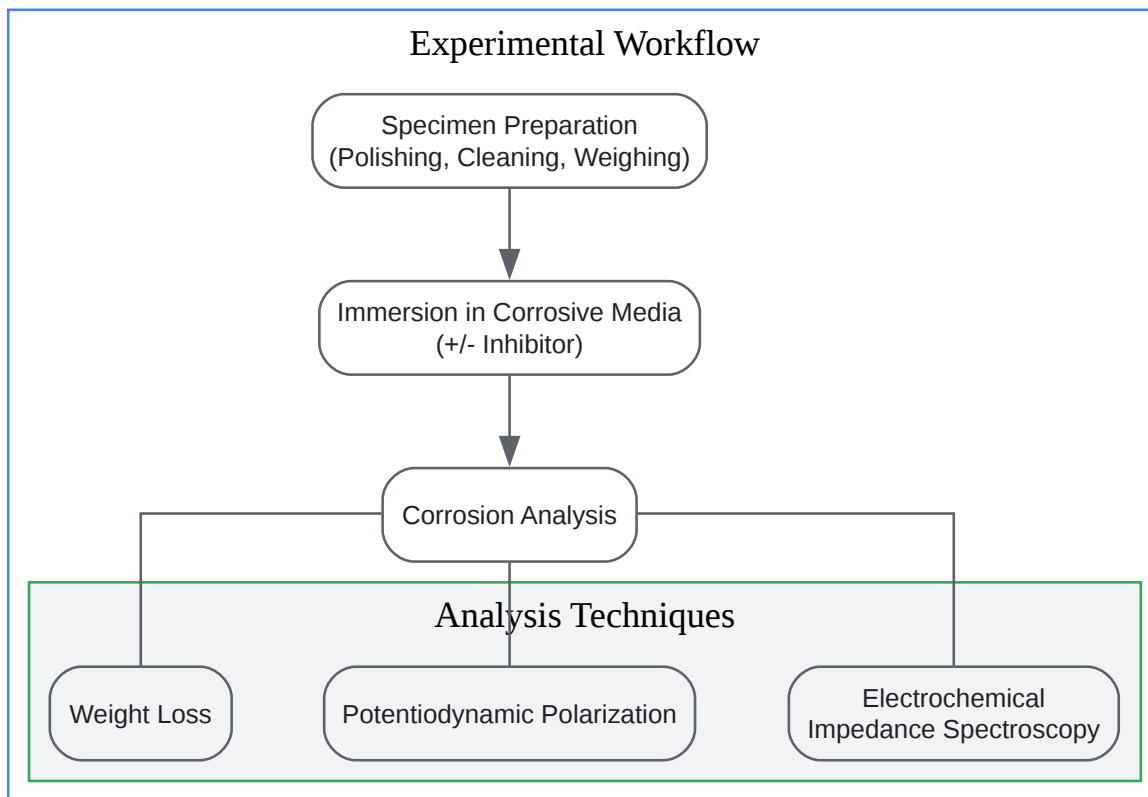 Experimental Workflow
Specimen Preparation
(Polishing, Cleaning, Weighing)
Immersion in Corrosive Media
(+/- Inhibitor)
Corrosion Analysis
Analysis Techniques
Weight Loss
Potentiodynamic Polarization
Electrochemical
Impedance Spectroscopy